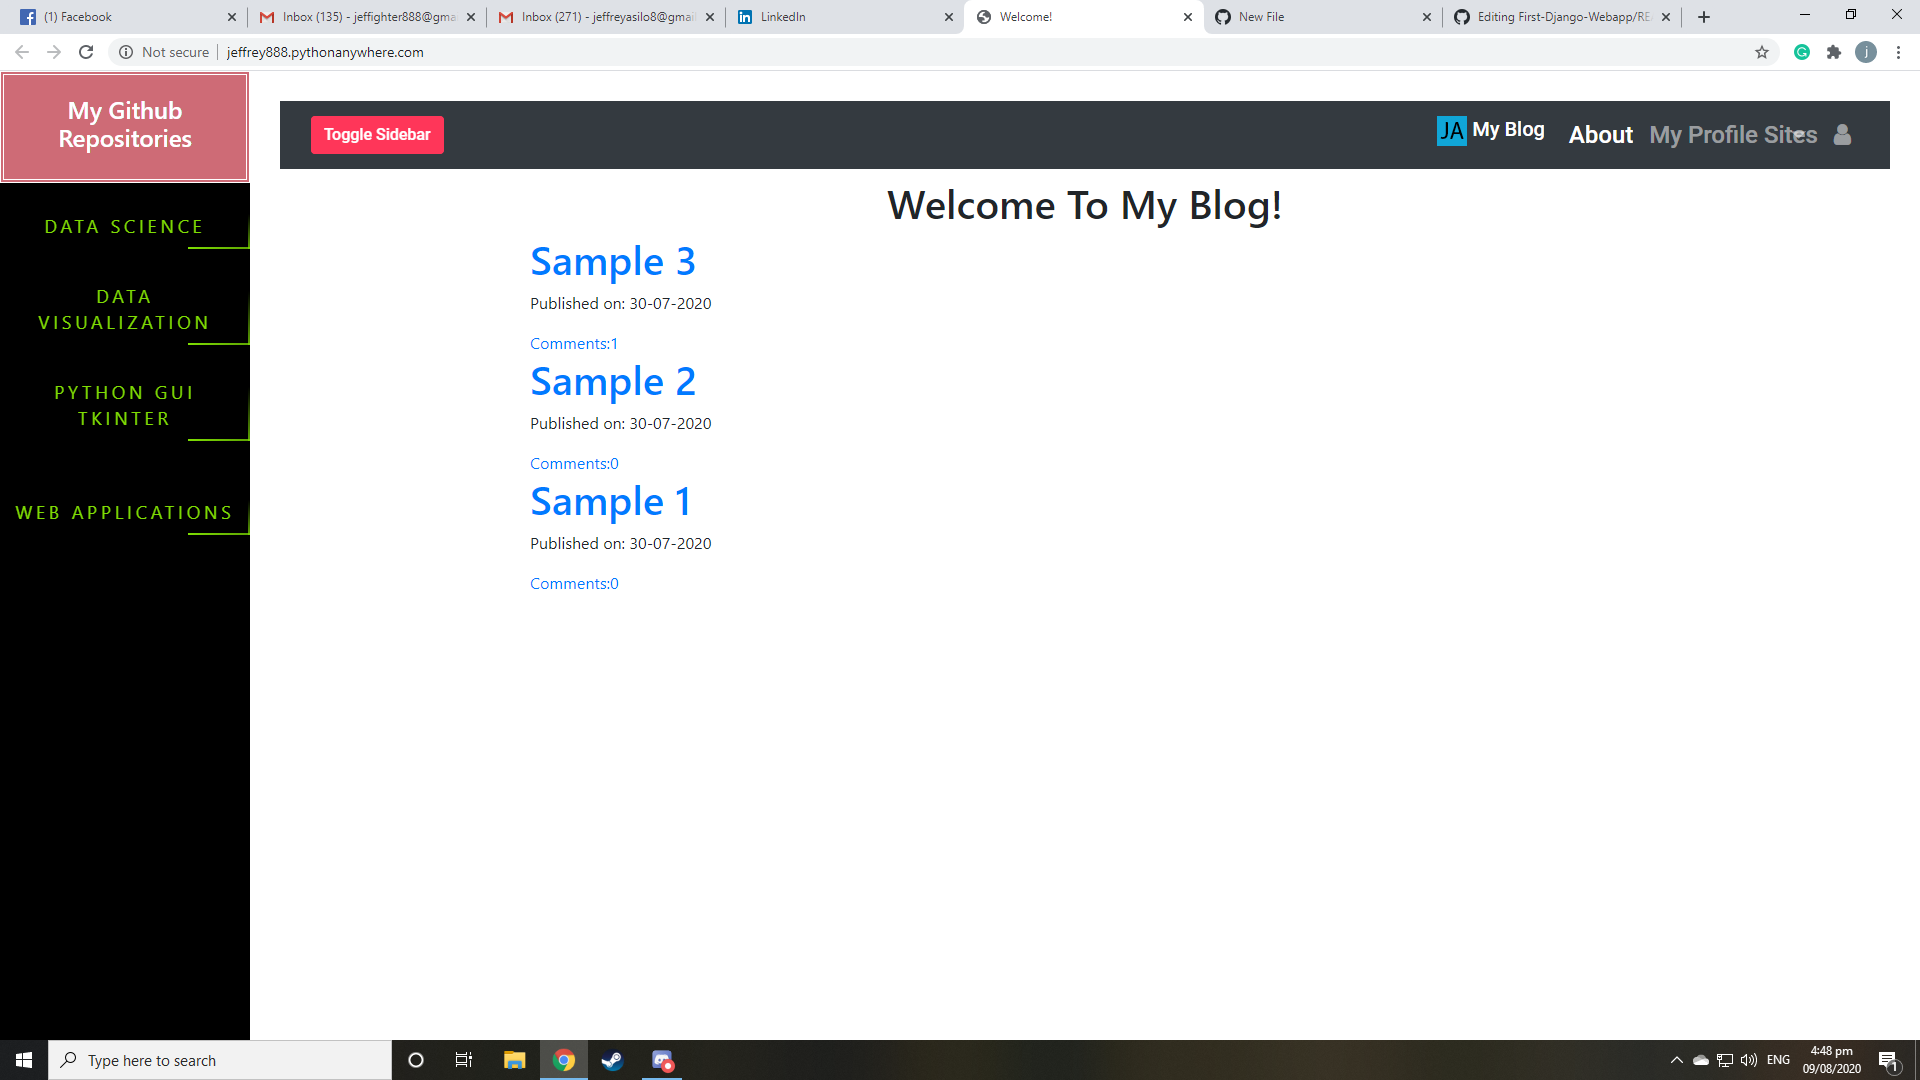 (1) Facebook
Inbox (135) - jeffighter888@gma
Inbox (271) - jeffreyasilo8@gmai
LinkedIn
Welcome!
New File
Editing First-Django-Webapp/RE
Not secure
jeffrey888.pythonanywhere.com
j
My Github
Repositories
DATA SCIENCE
DATA
VISUALIZATION
PYTHON GUI
TKINTER
WEB APPLICATIONS
Toggle Sidebar
JA My Blog
About
My Profile Sites
Welcome To My Blog!
Sample 3
Published on: 30-07-2020
Comments:1
Sample 2
Published on: 30-07-2020
Comments:0
Sample 1
Published on: 30-07-2020
Comments:0
Type here to search
ENG
4:48 pm
09/08/2020
1